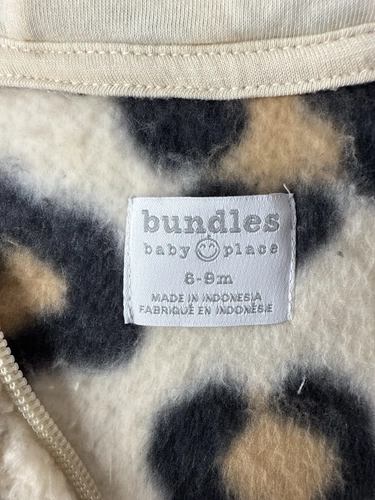 bundles
baby place
6-9m
MADE IN INDONESIA
FABRIQUÉ EN INDONÉSIE